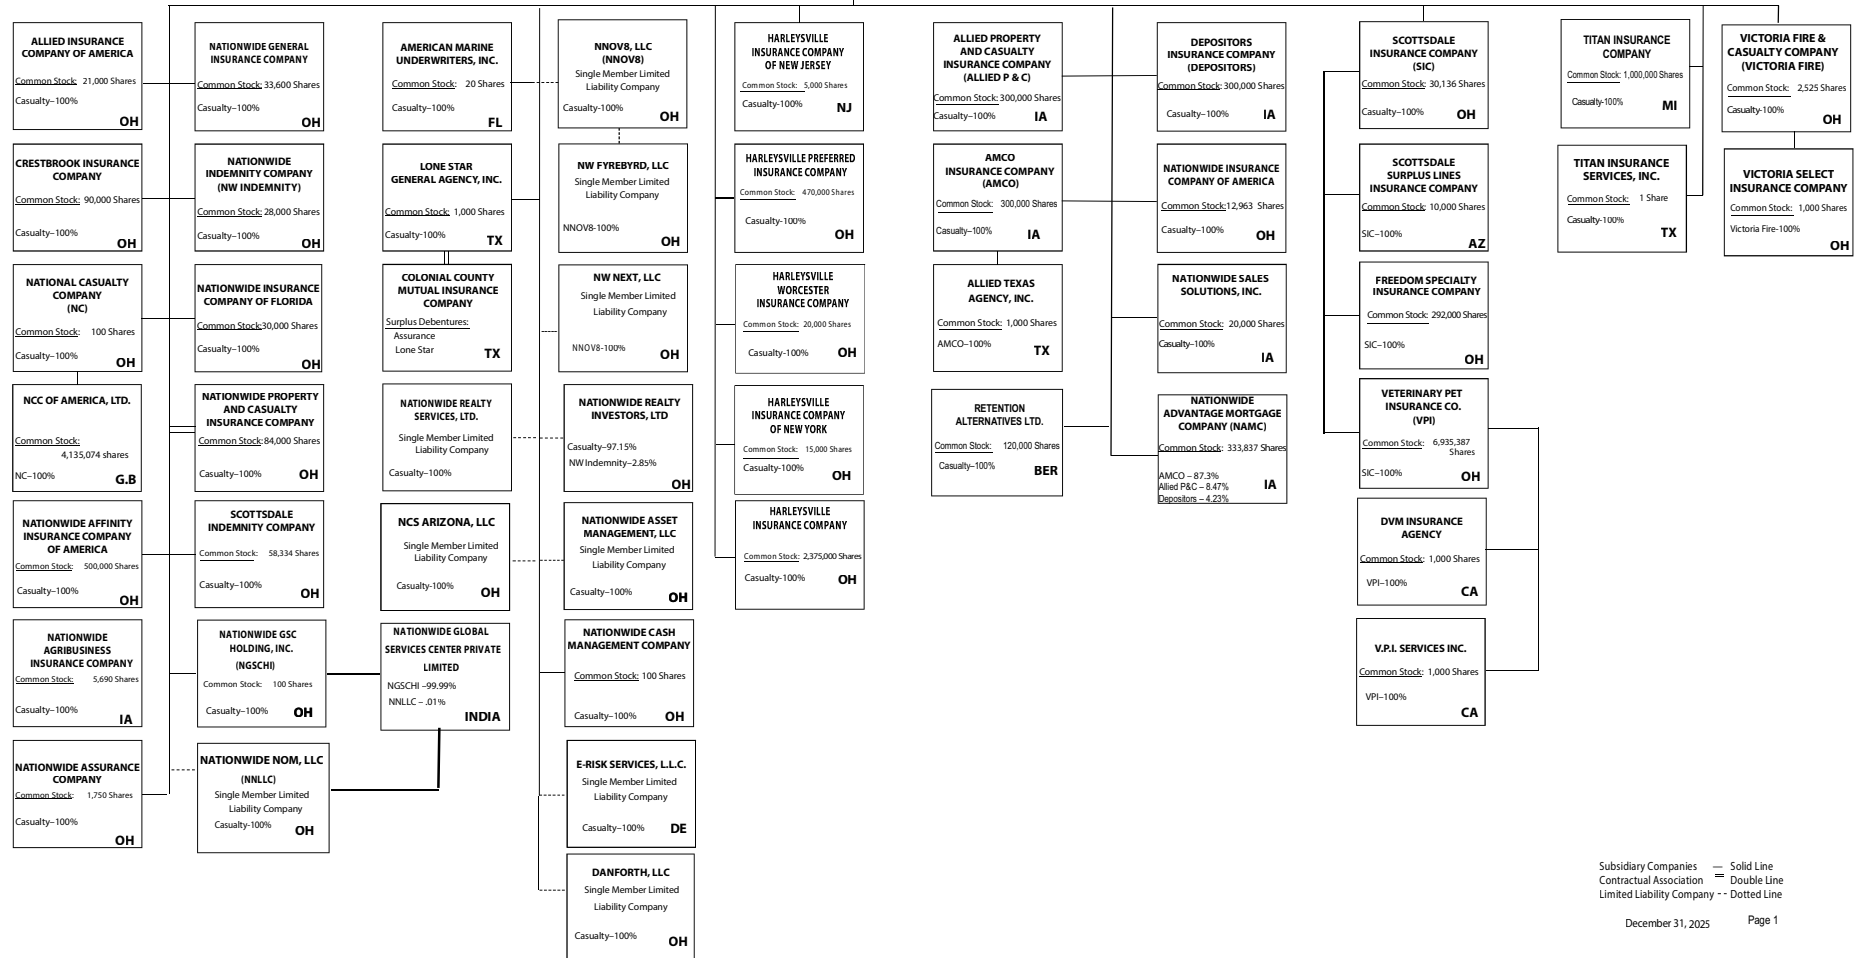 ALLIED INSURANCE
COMPANY OF AMERICA
Common Stock: 21,000 Shares
Casualty–100%
OH
CRESTBROOK INSURANCE
COMPANY
Common Stock: 90,000 Shares
Casualty–100%
OH
NATIONAL CASUALTY
COMPANY
(NC)
Common Stock: 100 Shares
Casualty–100%
OH
NCC OF AMERICA, LTD.
Common Stock:
4,135,074 shares
NC–100%
G.B
NATIONWIDE AFFINITY
INSURANCE COMPANY
OF AMERICA
Common Stock: 500,000 Shares
Casualty–100%
OH
NATIONWIDE
AGRIBUSINESS
INSURANCE COMPANY
Common Stock: 5,690 Shares
Casualty–100%
IA
NATIONWIDE ASSURANCE
COMPANY
Common Stock: 1,750 Shares
Casualty–100%
OH
NATIONWIDE GENERAL
INSURANCE COMPANY
Common Stock: 33,600 Shares
Casualty–100%
OH
NATIONWIDE
INDEMNITY COMPANY
(NW INDEMNITY)
Common Stock: 28,000 Shares
Casualty–100%
OH
NATIONWIDE INSURANCE
COMPANY OF FLORIDA
Common Stock:30,000 Shares
Casualty–100%
OH
NATIONWIDE PROPERTY
AND CASUALTY
INSURANCE COMPANY
Common Stock:84,000 Shares
Casualty–100%
OH
SCOTTSDALE
INDEMNITY COMPANY
Common Stock: 58,334 Shares
Casualty–100%
OH
NATIONWIDE GSC
HOLDING, INC.
(NGSCHI)
Common Stock: 100 Shares
Casualty–100%
OH
NATIONWIDE NOM, LLC
(NNLLC)
Single Member Limited
Liability Company
Casualty-100%
OH
AMERICAN MARINE
UNDERWRITERS, INC.
Common Stock: 20 Shares
Casualty–100%
FL
LONE STAR
GENERAL AGENCY, INC.
Common Stock: 1,000 Shares
Casualty-100%
TX
COLONIAL COUNTY
MUTUAL INSURANCE
COMPANY
Surplus Debentures:
Assurance
Lone Star
TX
NATIONWIDE REALTY
SERVICES, LTD.
Single Member Limited
Liability Company
Casualty–100%
NCS ARIZONA, LLC
Single Member Limited
Liability Company
Casualty-100%
OH
NATIONWIDE GLOBAL
SERVICES CENTER PRIVATE
LIMITED
NGSCHI –99.99%
NNLLC – .01%
INDIA
NNOV8, LLC
(NNOV8)
Single Member Limited
Liability Company
Casualty-100%
OH
NW FYREBYRD, LLC
Single Member Limited
Liability Company
NNOV8-100%
OH
NW NEXT, LLC
Single Member Limited
Liability Company
NNOV8-100%
OH
NATIONWIDE REALTY
INVESTORS, LTD
Casualty–97.15%
NW Indemnity–2.85%
OH
NATIONWIDE ASSET
MANAGEMENT, LLC
Single Member Limited
Liability Company
Casualty–100%
OH
NATIONWIDE CASH
MANAGEMENT COMPANY
Common Stock: 100 Shares
Casualty–100%
OH
E-RISK SERVICES, L.L.C.
Single Member Limited
Liability Company
Casualty–100%
DE
DANFORTH, LLC
Single Member Limited
Liability Company
Casualty–100%
OH
HARLEYSVILLE
INSURANCE COMPANY
OF NEW JERSEY
Common Stock: 5,000 Shares
Casualty-100%
NJ
HARLEYSVILLE PREFERRED
INSURANCE COMPANY
Common Stock: 470,000 Shares
Casualty-100%
OH
HARLEYSVILLE
WORCESTER
INSURANCE COMPANY
Common Stock: 20,000 Shares
Casualty-100%
OH
HARLEYSVILLE
INSURANCE COMPANY
OF NEW YORK
Common Stock: 15,000 Shares
Casualty-100%
OH
HARLEYSVILLE
INSURANCE COMPANY
Common Stock: 2,375,000 Shares
Casualty-100%
OH
ALLIED PROPERTY
AND CASUALTY
INSURANCE COMPANY
(ALLIED P & C)
Common Stock: 300,000 Shares
Casualty–100%
IA
AMCO
INSURANCE COMPANY
(AMCO)
Common Stock: 300,000 Shares
Casualty–100%
IA
ALLIED TEXAS
AGENCY, INC.
Common Stock: 1,000 Shares
AMCO–100%
TX
RETENTION
ALTERNATIVES LTD.
Common Stock: 120,000 Shares
Casualty–100%
BER
DEPOSITORS
INSURANCE COMPANY
(DEPOSITORS)
Common Stock: 300,000 Shares
Casualty–100%
IA
NATIONWIDE INSURANCE
COMPANY OF AMERICA
Common Stock:12,963 Shares
Casualty–100%
OH
NATIONWIDE SALES
SOLUTIONS, INC.
Common Stock: 20,000 Shares
Casualty–100%
IA
NATIONWIDE
ADVANTAGE MORTGAGE
COMPANY (NAMC)
Common Stock: 333,837 Shares
AMCO – 87.3%
Allied P&C – 8.47%
Depositors – 4.23%
IA
SCOTTSDALE
INSURANCE COMPANY
(SIC)
Common Stock: 30,136 Shares
Casualty–100%
OH
SCOTTSDALE
SURPLUS LINES
INSURANCE COMPANY
Common Stock: 10,000 Shares
SIC–100%
AZ
FREEDOM SPECIALTY
INSURANCE COMPANY
Common Stock: 292,000 Shares
SIC–100%
OH
VETERINARY PET
INSURANCE CO.
(VPI)
Common Stock: 6,935,387
Shares
SIC–100%
OH
DVM INSURANCE
AGENCY
Common Stock: 1,000 Shares
VPI–100%
CA
V.P.I. SERVICES INC.
Common Stock: 1,000 Shares
VPI–100%
CA
TITAN INSURANCE
COMPANY
Common Stock: 1,000,000 Shares
Casualty-100%
MI
TITAN INSURANCE
SERVICES, INC.
Common Stock: 1 Share
Casualty-100%
TX
VICTORIA FIRE &
CASUALTY COMPANY
(VICTORIA FIRE)
Common Stock: 2,525 Shares
Casualty–100%
OH
VICTORIA SELECT
INSURANCE COMPANY
Common Stock: 1,000 Shares
Victoria Fire-100%
OH
Subsidiary Companies — Solid Line
Contractual Association = Double Line
Limited Liability Company - - Dotted Line
December 31, 2025 Page 1